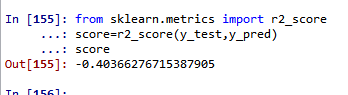 In [155]: from sklearn.metrics import r2_score
...: score=r2_score(y_test,y_pred)
...: score
Out[155]: -0.40366276715387905
In [156]: